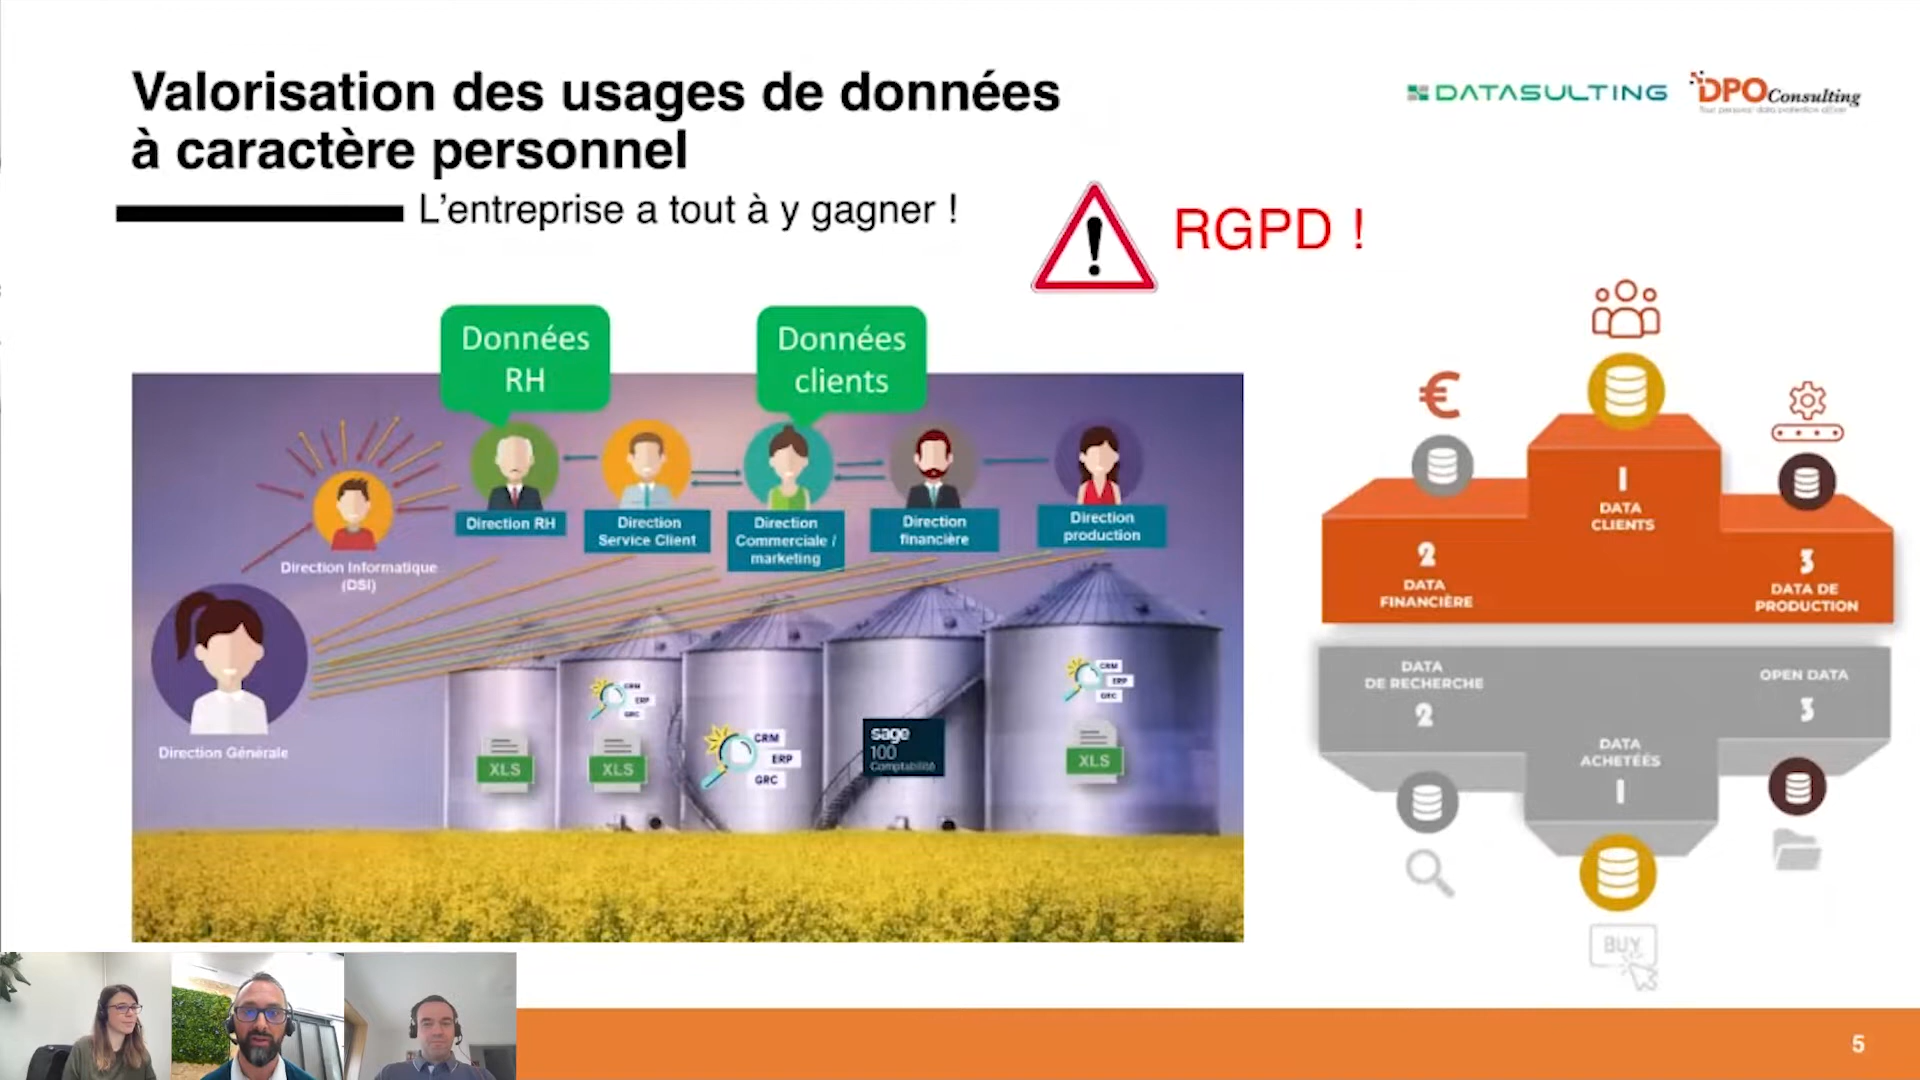 Valorisation des usages de données
à caractère personnel
L'entreprise a tout à y gagner !
RGPD !
DATASULTING
DPO Consulting
Données
RH
Données
clients
Direction RH
Direction
Service Client
Direction
Commerciale /
marketing
Direction
financière
Direction
production
Direction Informatique
(DSI)
Direction Générale
XLS
CRM
ERP
GRC
XLS
CRM
ERP
GRC
sage
100
Comptabilité
CRM
ERP
GRC
XLS
1
DATA
CLIENTS
2
DATA
FINANCIÈRE
3
DATA DE
PRODUCTION
DATA
DE RECHERCHE
2
OPEN DATA
3
DATA
ACHETÉES
1
BUY
5